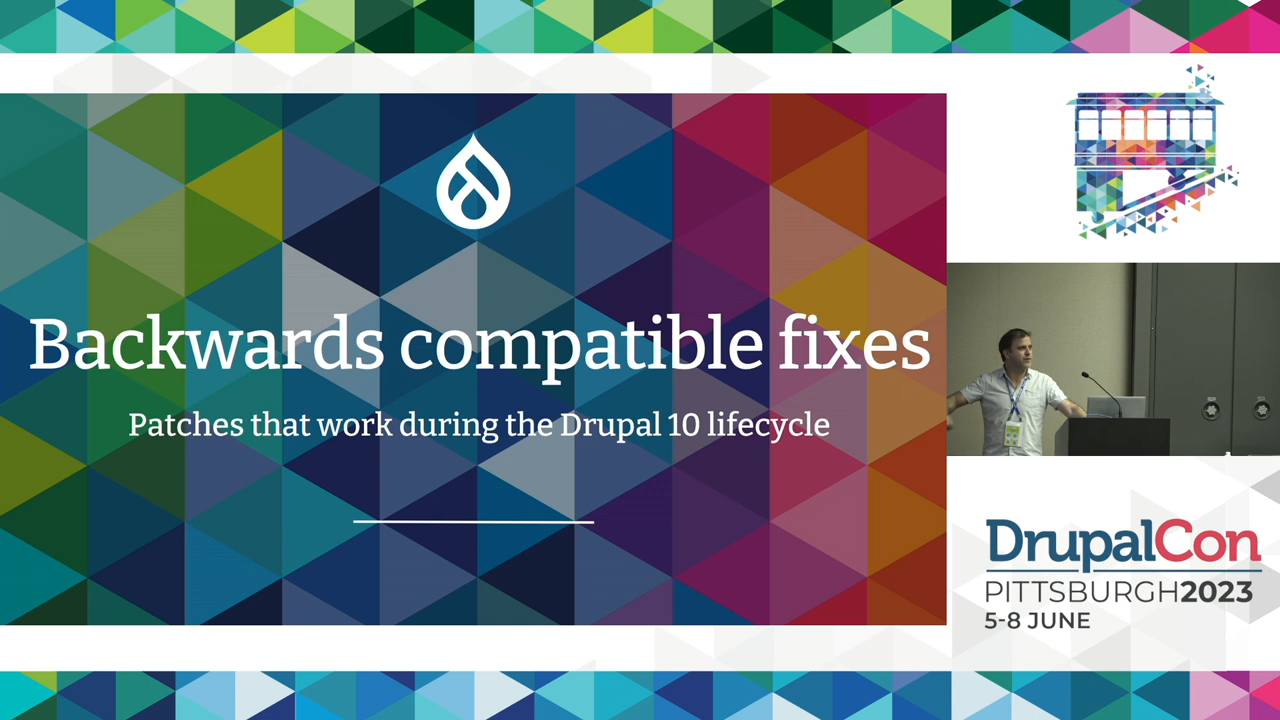 Backwards compatible fixes
Patches that work during the Drupal 10 lifecycle
DrupalCon
PITTSBURGH2023
5-8 JUNE